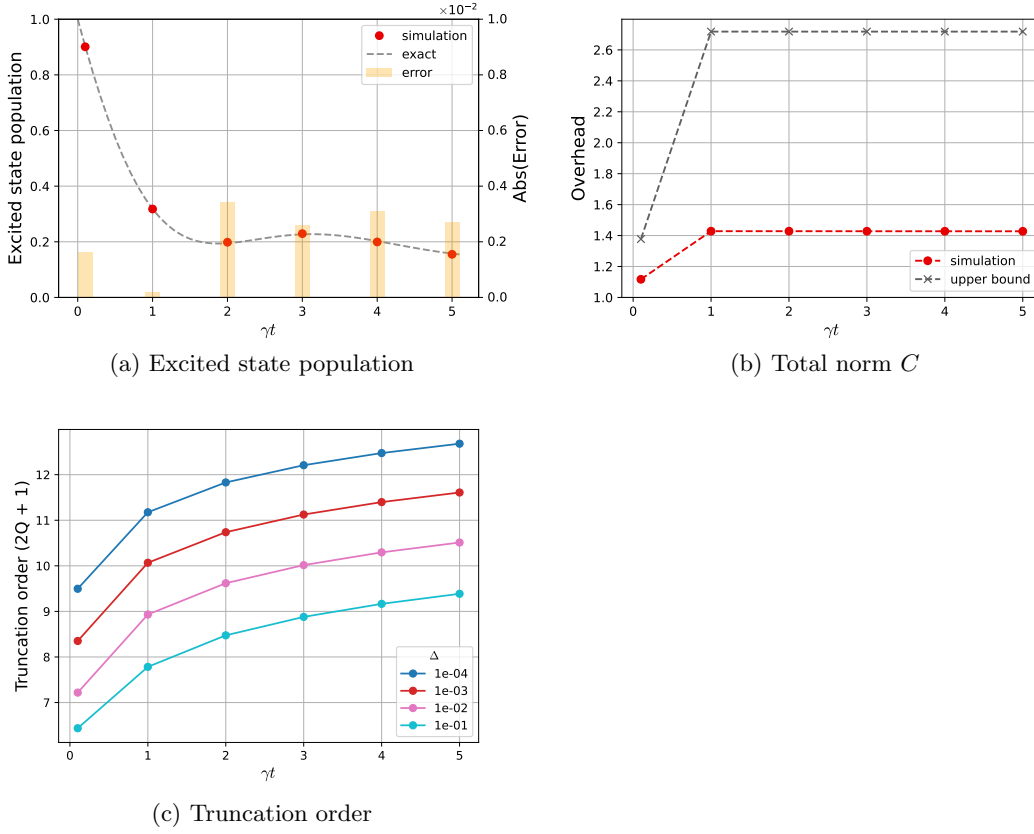 ×10⁻²
1.0
0.8
0.6
0.4
0.2
0.0
Excited state population
0
1
2
3
4
5
γt
1.0
0.8
0.6
0.4
0.2
0.0
Abs(Error)
simulation
exact
error
(a) Excited state population
2.6
2.4
2.2
2.0
1.8
1.6
1.4
1.2
1.0
Overhead
0
1
2
3
4
5
γt
simulation
upper bound
(b) Total norm C
12
11
10
9
8
7
Truncation order (2Q + 1)
0
1
2
3
4
5
γt
Δ
1e-04
1e-03
1e-02
1e-01
(c) Truncation order